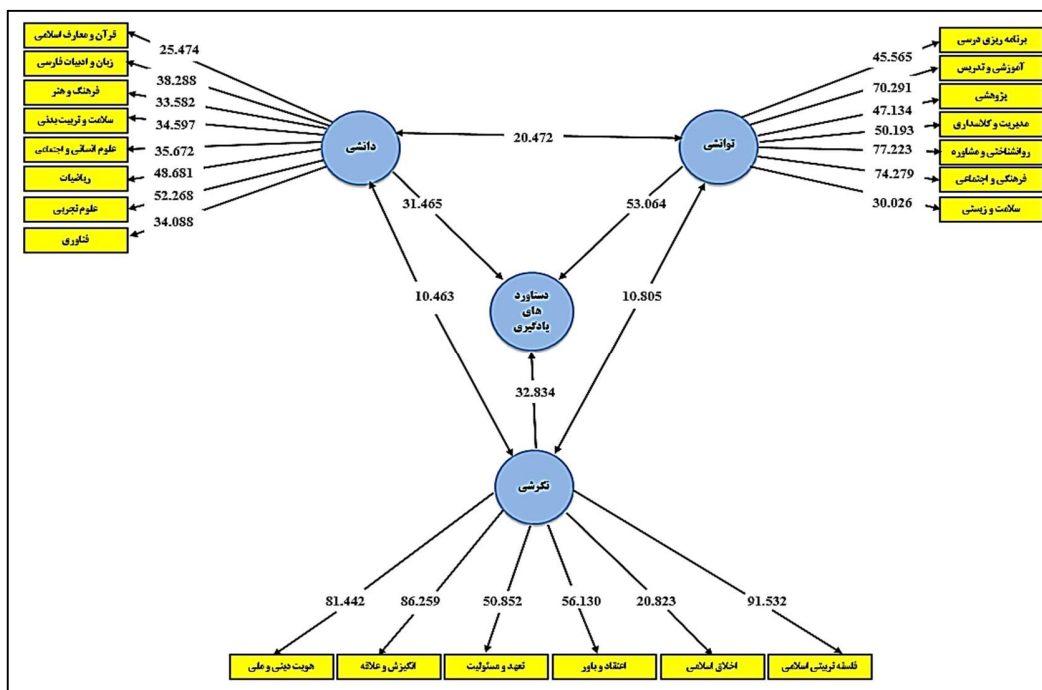 قرآن و معارف اسلامی
زبان و ادبیات فارسی
فرهنگ و هنر
سلامت و تربیت بدنی
علوم انسانی و اجتماعی
ریاضیات
علوم تجربی
فناوری
25.474
38.288
33.582
34.597
35.672
48.681
52.268
34.088
دانشی
20.472
توانشی
45.565
70.291
47.134
50.193
77.223
74.279
30.026
برنامه ریزی درسی
آموزشی و تدریس
پژوهشی
مدیریت و کلاسداری
روانشناختی و مشاوره
فرهنگی و اجتماعی
سلامت و زیستی
31.465
53.064
10.463
دستاورد
های
یادگیری
10.805
32.834
نگرشی
81.442
86.259
50.852
56.130
20.823
91.532
هویت دینی و ملی
انگیزش و علاقه
تعهد و مسئولیت
اعتقاد و باور
اخلاق اسلامی
فلسفه تربیتی اسلامی